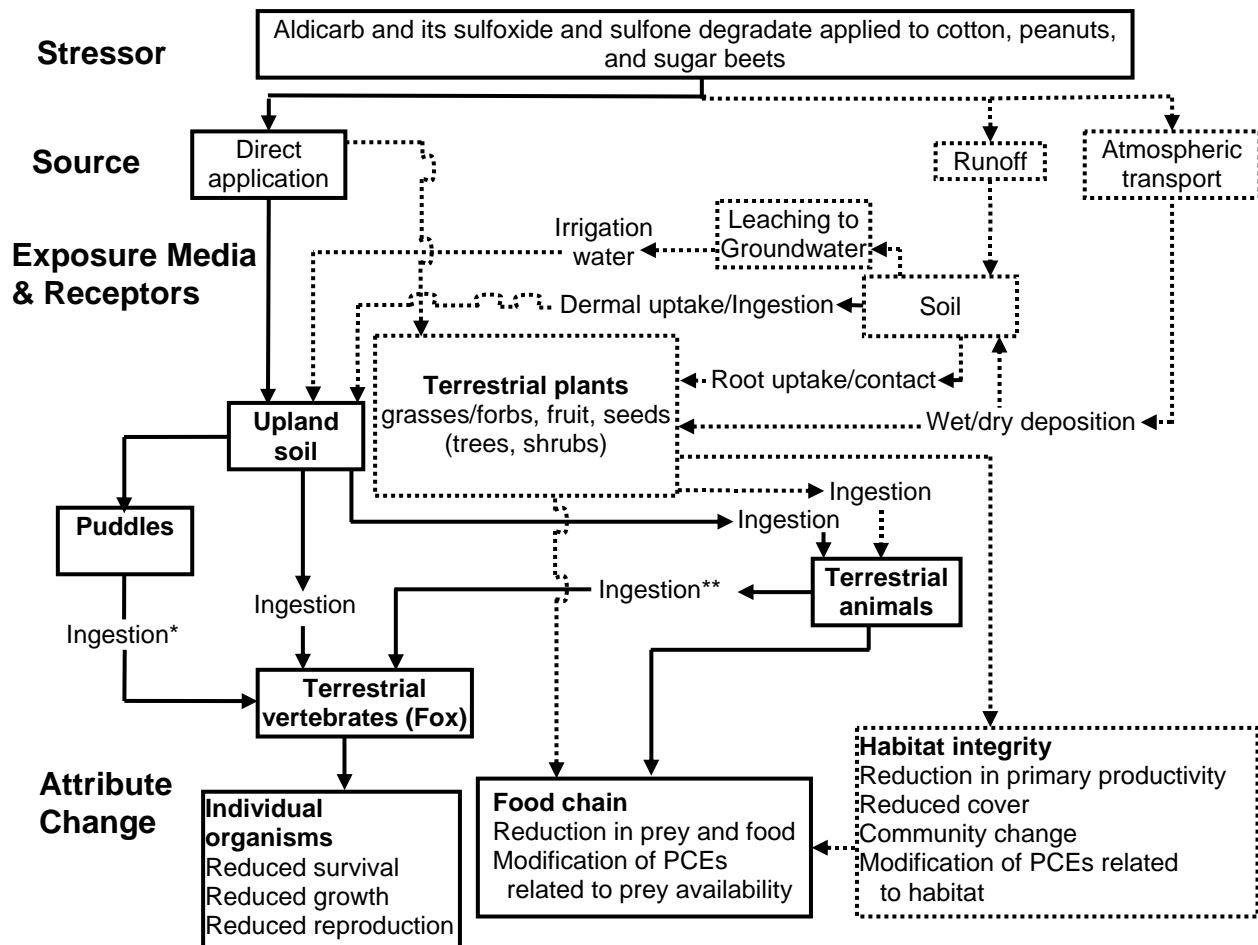 Stressor
Aldicarb and its sulfoxide and sulfone degradate applied to cotton, peanuts,
and sugar beets
Source
Direct
application
Runoff
Atmospheric
transport
Exposure Media
& Receptors
Irrigation
water
Leaching to
Groundwater
Dermal uptake/Ingestion
Soil
Terrestrial plants
grasses/forbs, fruit, seeds
(trees, shrubs)
Root uptake/contact
Wet/dry deposition
Upland
soil
Puddles
Ingestion
Ingestion
Terrestrial
animals
Ingestion**
Ingestion
Ingestion*
Terrestrial
vertebrates (Fox)
Attribute
Change
Individual
organisms
Reduced survival
Reduced growth
Reduced reproduction
Food chain
Reduction in prey and food
Modification of PCEs
related to prey availability
Habitat integrity
Reduction in primary productivity
Reduced cover
Community change
Modification of PCEs related
to habitat